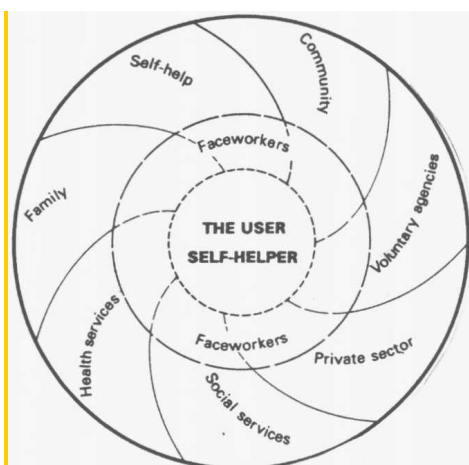 Self-help
Community
Faceworkers
Family
THE USER
SELF-HELPER
Voluntary agencies
Health services
Faceworkers
Private sector
Social services